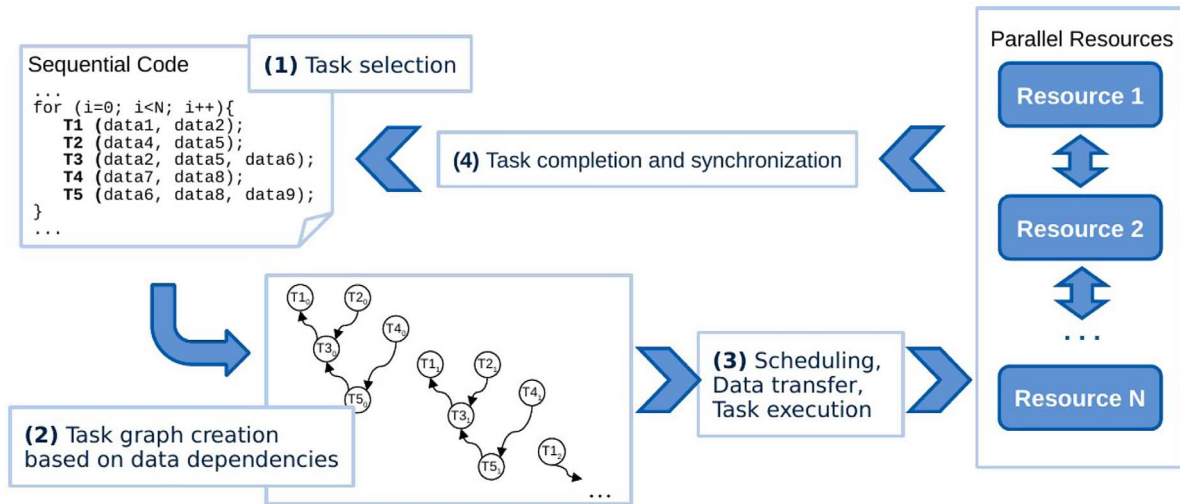 Sequential Code
(1) Task selection
...
for (i=0; i<N; i++){
T1 (data1, data2);
T2 (data4, data5);
T3 (data2, data5, data6);
T4 (data7, data8);
T5 (data6, data8, data9);
}
...
(4) Task completion and synchronization
Parallel Resources
Resource 1
Resource 2
...
Resource N
(2) Task graph creation
based on data dependencies
T1₀
T2₀
T4₀
T3₀
T5₀
T1₁
T2₁
T4₁
T3₁
T5₁
T1₂
...
(3) Scheduling,
Data transfer,
Task execution